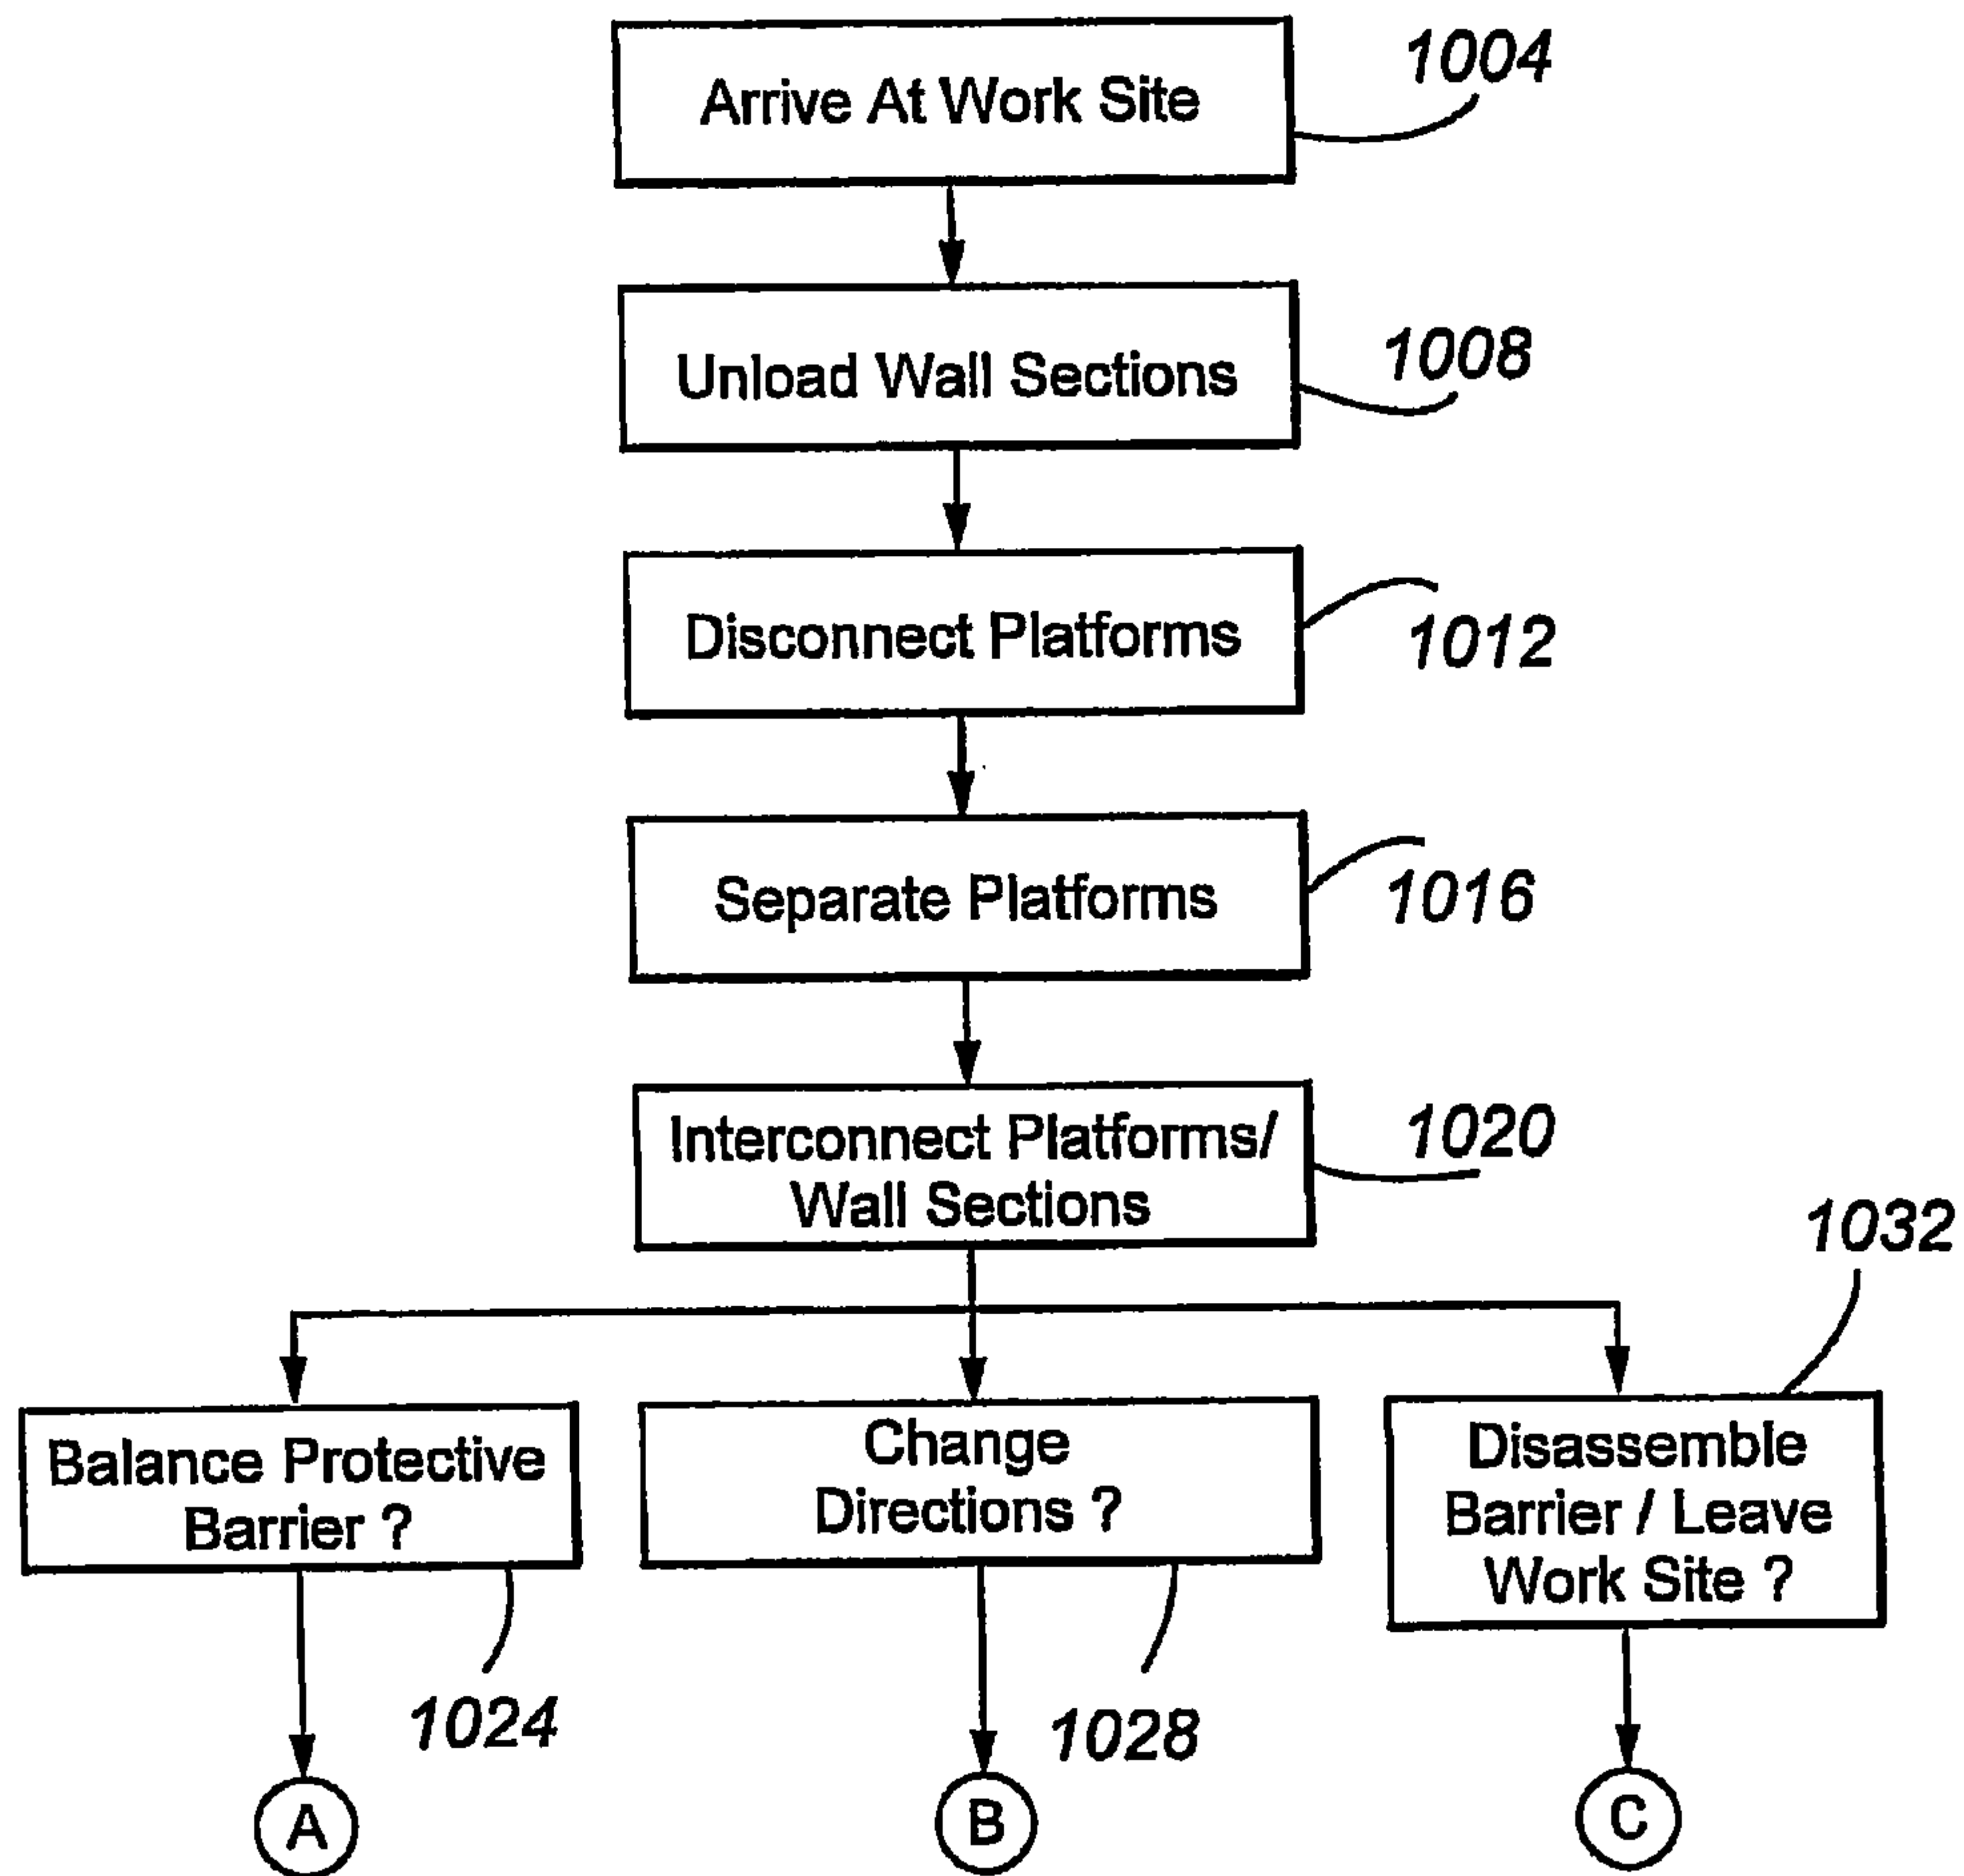 Arrive At Work Site
1004
Unload Wall Sections
1008
Disconnect Platforms
1012
Separate Platforms
1016
Interconnect Platforms/
Wall Sections
1020
1032
Balance Protective
Barrier ?
1024
Change
Directions ?
1028
Disassemble
Barrier / Leave
Work Site ?
A
B
C